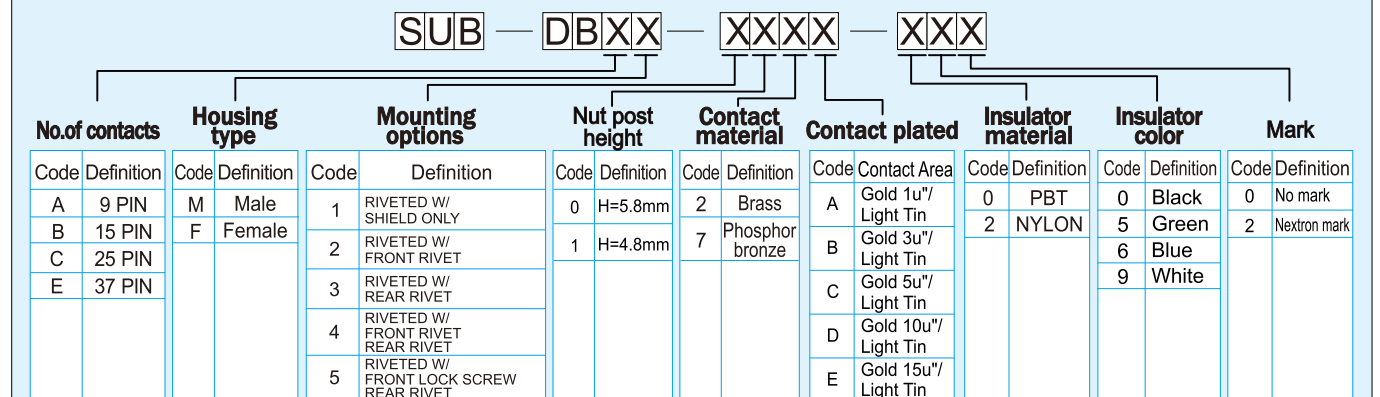 SUB — DBXX — XXXX — XXX
No.of contacts
Code Definition
A 9 PIN
B 15 PIN
C 25 PIN
E 37 PIN
Housing
type
Code Definition
M Male
F Female
Mounting
options
Code Definition
1 RIVETED W/
SHIELD ONLY
2 RIVETED W/
FRONT RIVET
3 RIVETED W/
REAR RIVET
4 RIVETED W/
FRONT RIVET
REAR RIVET
5 RIVETED W/
FRONT LOCK SCREW
REAR RIVET
Nut post
height
Code Definition
0 H=5.8mm
1 H=4.8mm
Contact
material
Code Definition
2 Brass
7 Phosphor
bronze
Contact plated
Code Contact Area
A Gold 1u"/
Light Tin
B Gold 3u"/
Light Tin
C Gold 5u"/
Light Tin
D Gold 10u"/
Light Tin
E Gold 15u"/
Light Tin
Insulator
material
Code Definition
0 PBT
2 NYLON
Insulator
color
Code Definition
0 Black
5 Green
6 Blue
9 White
Mark
Code Definition
0 No mark
2 Nextron mark